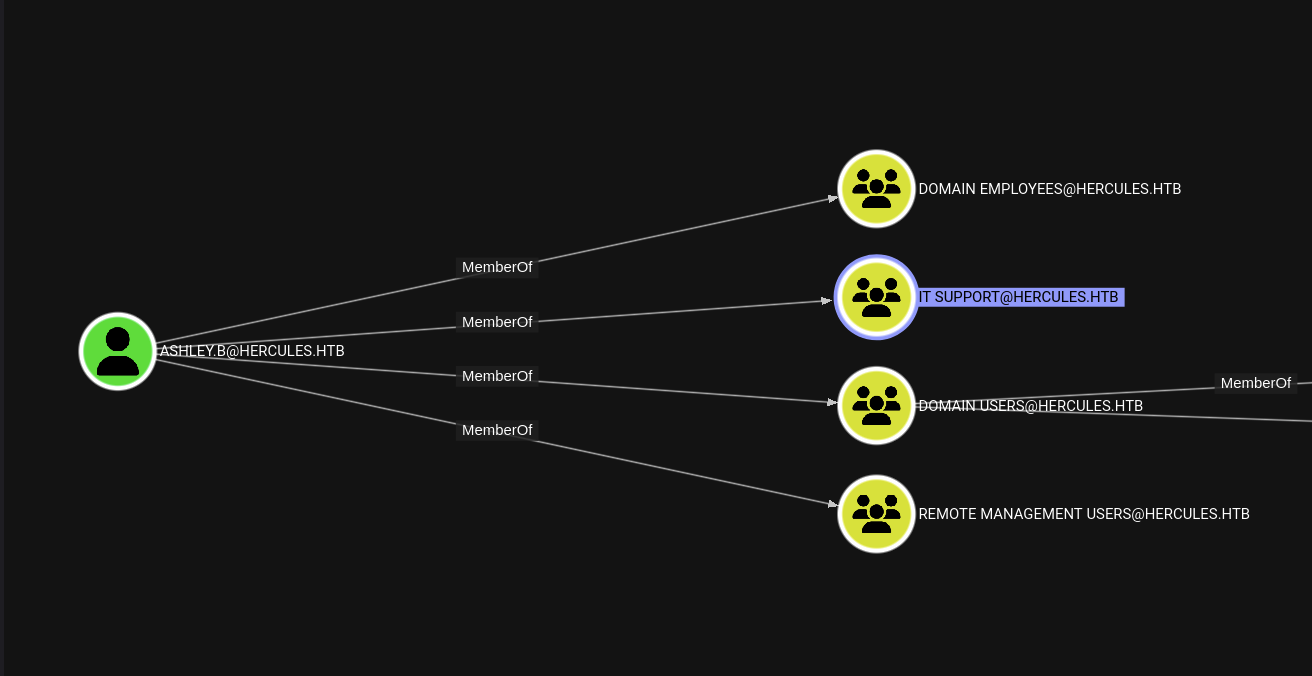 DOMAIN EMPLOYEES@HERCULES.HTB
MemberOf
IT SUPPORT@HERCULES.HTB
MemberOf
ASHLEY.B@HERCULES.HTB
MemberOf
MemberOf
DOMAIN USERS@HERCULES.HTB
MemberOf
REMOTE MANAGEMENT USERS@HERCULES.HTB